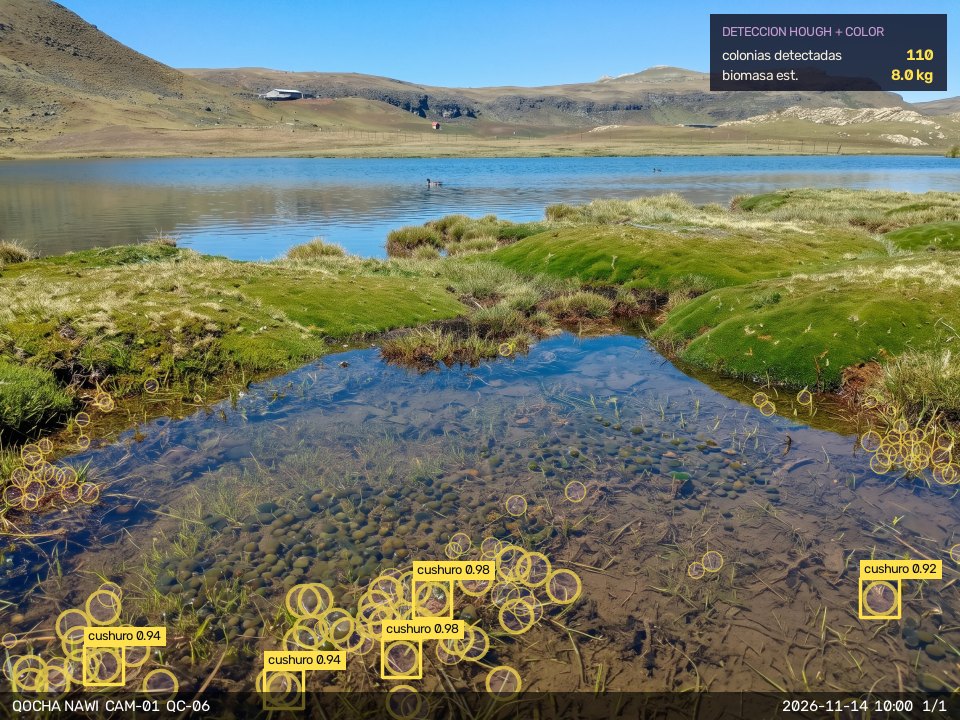 DETECCION HOUGH + COLOR
colonias detectadas 110
biomasa est. 8.0 kg
cushuro 0.98
cushuro 0.92
cushuro 0.94
cushuro 0.98
cushuro 0.94
QOCHA NAWI CAM-01 QC-06 2026-11-14 10:00 1/1